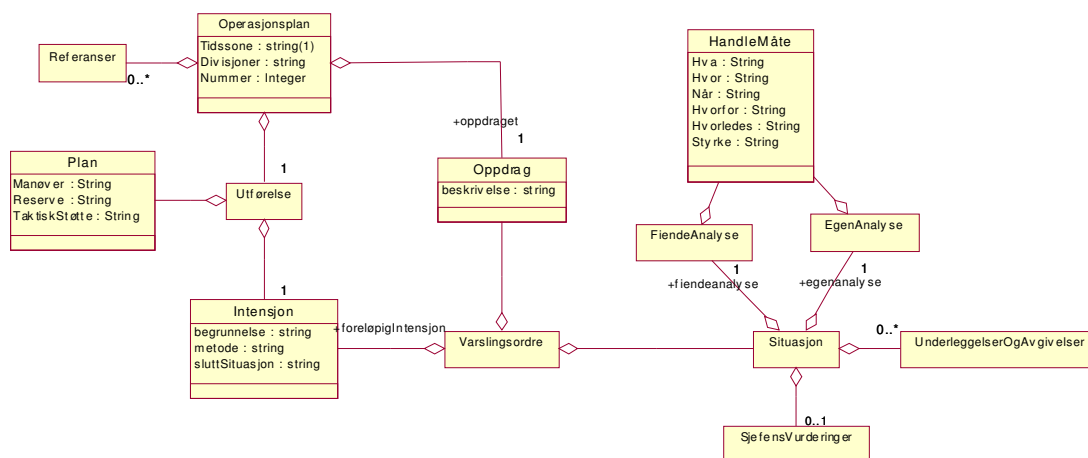 Operasjonsplan
Tidssone : string(1)
Divisjoner : string
Nummer : Integer
Referanser
0..*
+oppdraget
1
HandleMåte
Hva : String
Hvor : String
Når : String
Hvorfor : String
Hvorledes : String
Styrke : String
Plan
Manøver : String
Reserve : String
TaktiskStøtte : String
1
Utførelse
Oppdrag
beskrivelse : string
FiendeAnalyse
EgenAnalyse
1
+fiendeanalyse
1
+egenanalyse
1
Intensjon
begrunnelse : string
metode : string
sluttSituasjon : string
+foreløpigIntensjon
Varslingsordre
Situasjon
0..*
UnderleggelserOgAvgivelser
0..1
SjefensVurderinger